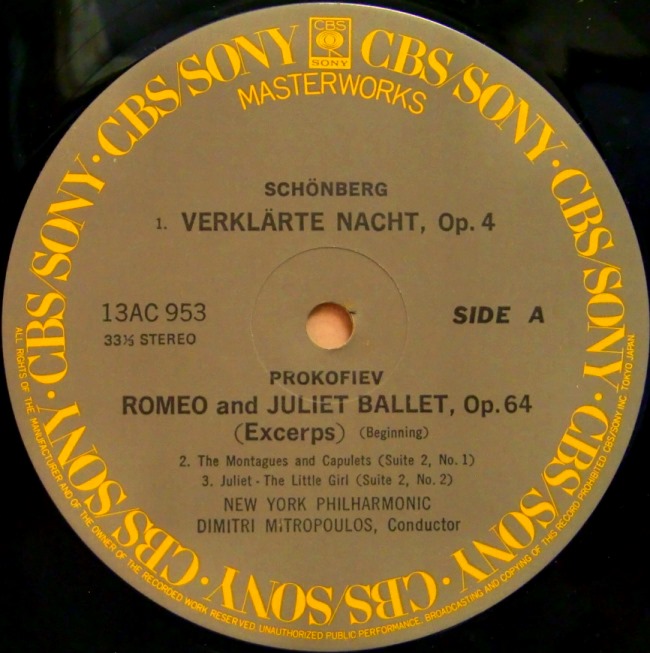 CBS
SONY
CBS/SONY · CBS/SONY · CBS/SONY · CBS/SONY · CBS/SONY · CBS/SONY · CBS/SONY · CBS/SONY
MASTERWORKS
SCHÖNBERG
1. VERKLÄRTE NACHT, Op. 4
13AC 953
33⅓ STEREO
SIDE A
PROKOFIEV
ROMEO and JULIET BALLET, Op. 64
(Excerps) (Beginning)
2. The Montagues and Capulets (Suite 2, No. 1)
3. Juliet - The Little Girl (Suite 2, No. 2)
NEW YORK PHILHARMONIC
DIMITRI MITROPOULOS, Conductor
ALL RIGHTS OF THE MANUFACTURER AND OF THE OWNER OF THE RECORDED WORK RESERVED. UNAUTHORIZED PUBLIC PERFORMANCE, BROADCASTING AND COPYING OF THIS RECORD PROHIBITED CBS/SONY INC. TOKYO JAPAN